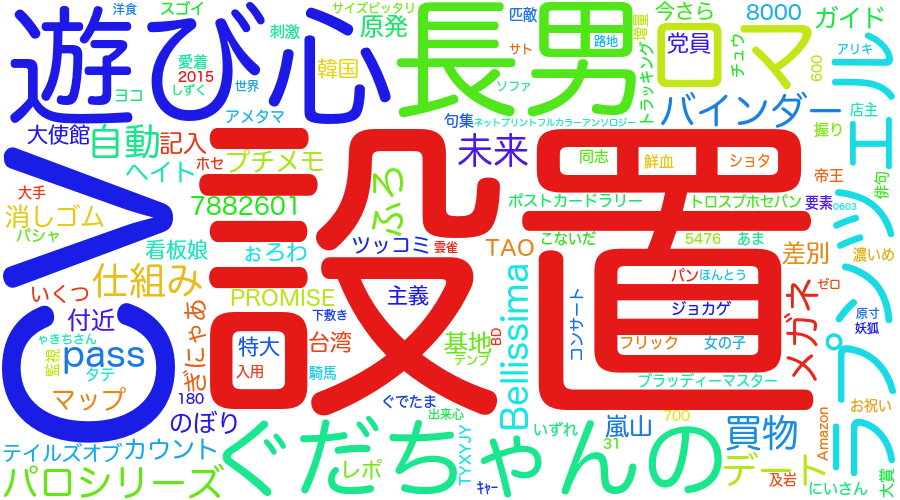 洋食
スゴイ
サイズピッタリ
匹敵
今さら
8000
ガイド
遊び心
刺激
原発
長男
路地
増量
党員
チュウ
ロマ
アリキ
ラプンツェル
愛着
2015
しずく
世界
韓国
サト
ソファ
トラッキング
600
ヨコ
アメタマ
句集
ネットプリントフルカラーアンソロジー
バインダー
店主
大使館
自動
記入
設置
未来
握り
ヘイト
ホセ
プチメモ
同志
鮮血
ショタ
帝王
俳句
CV
大手
7882601
ふろ
ポストカードラリー
トロスプホセパン
要素
0603
消しゴム
パシャ
看板娘
ぉろわ
ツッコミ
雲雀
TAO
こないだ
5476
あま
差別
濃いめ
仕組み
主義
Bellissima
パン
ほんとう
いくつ
PROMISE
ジョカゲ
メガネ
ゼロ
付近
下敷き
コンサート
原寸
妖狐
やきちさん
監視
pass
ぎにゃあ
特大
台湾
基地
BD
フリック
女の子
タテ
入用
騎馬
テンプ
ブラッディーマスター
マップ
180
ぐでたま
お祝い
のぼり
出来心
700
Amazon
テイルズオブ
カウント
ぐだちゃんの
TYXYJY
いずれ
31
嵐山
買物
パロシリーズ
レポ
ｷｬｰ
デート
及岩
にいさん
大賞